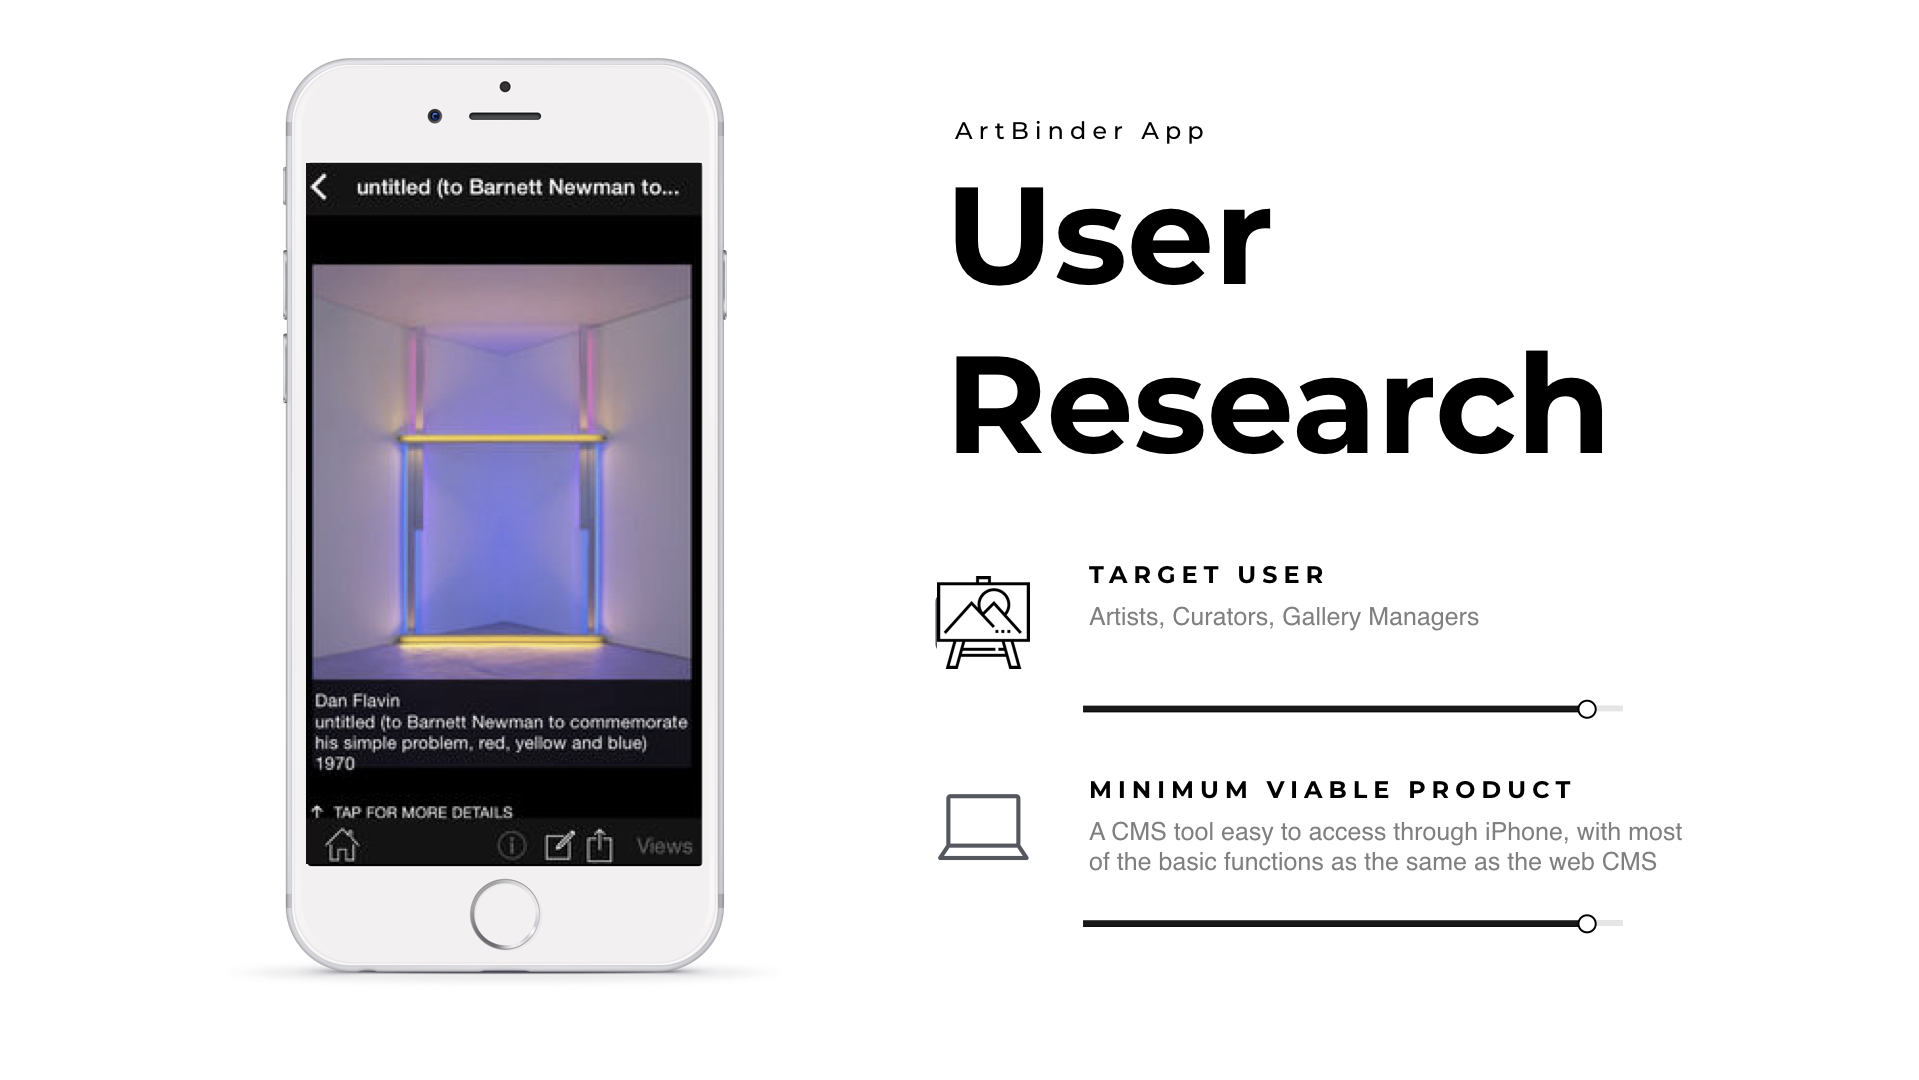 untitled (to Barnett Newman to...
Dan Flavin
untitled (to Barnett Newman to commemorate
his simple problem, red, yellow and blue)
1970
TAP FOR MORE DETAILS
Views
ArtBinder App
User
Research
TARGET USER
Artists, Curators, Gallery Managers
MINIMUM VIABLE PRODUCT
A CMS tool easy to access through iPhone, with most
of the basic functions as the same as the web CMS